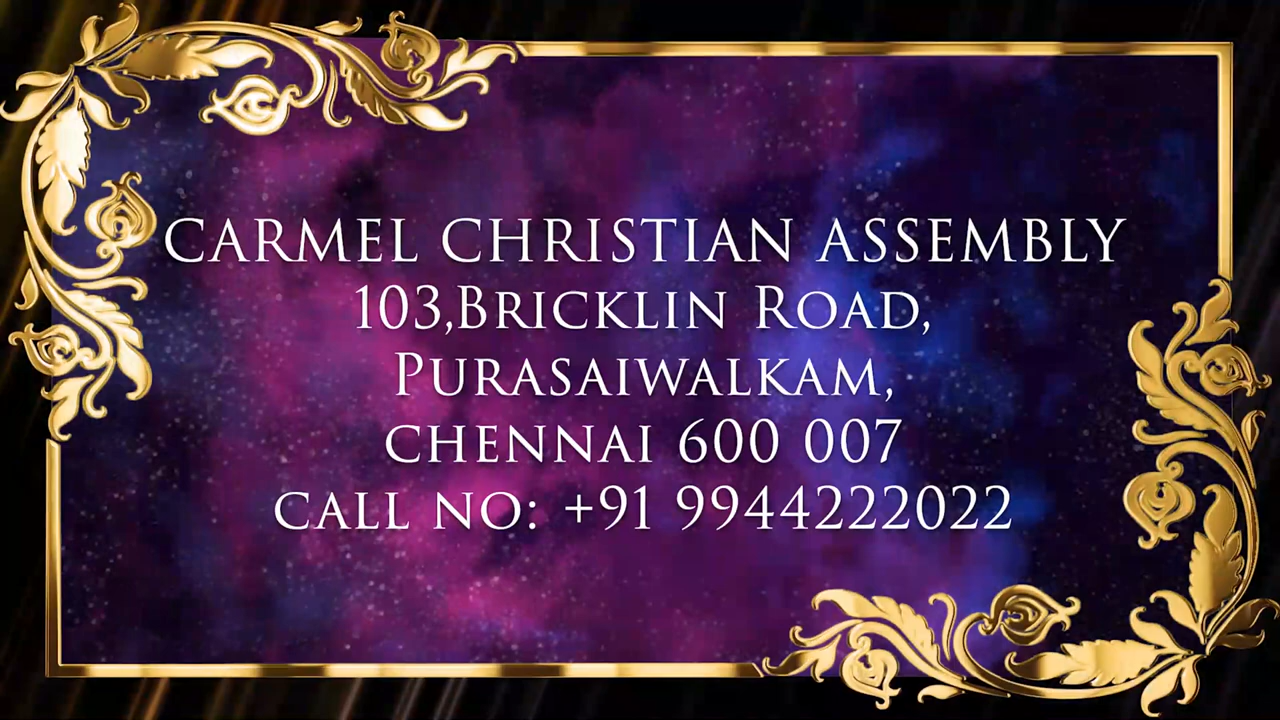 CARMEL CHRISTIAN ASSEMBLY
103,Bricklin Road,
Purasaiwalkam,
chennai 600 007
call no: +91 9944222022